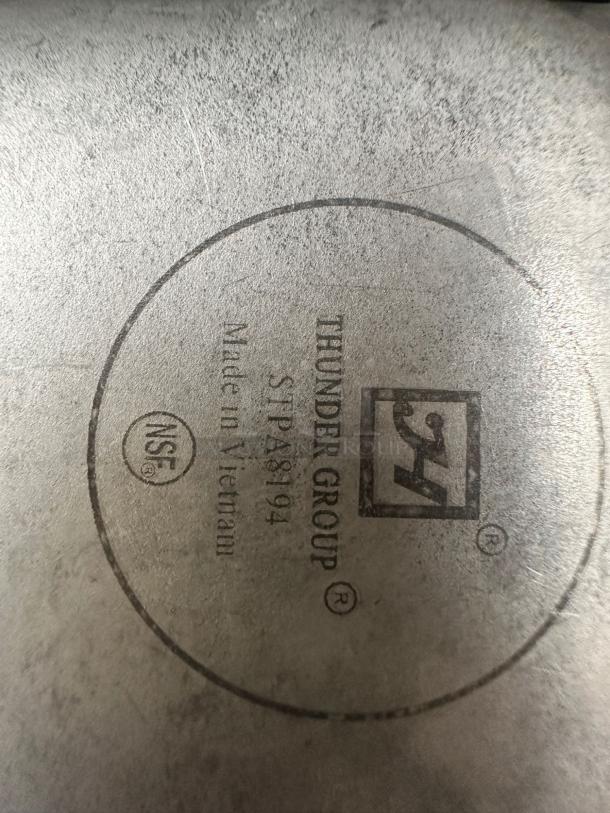 H ®
THUNDER GROUP ®
STPA8194
Made in Vietnam
NSF®